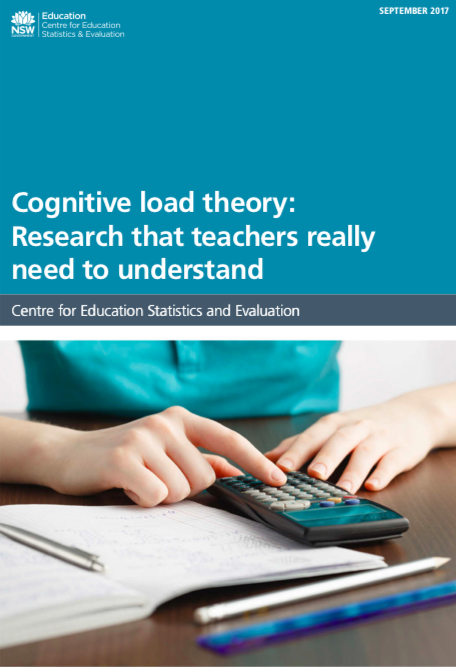 NSW
GOVERNMENT
Education
Centre for Education
Statistics & Evaluation
SEPTEMBER 2017
Cognitive load theory:
Research that teachers really
need to understand
Centre for Education Statistics and Evaluation